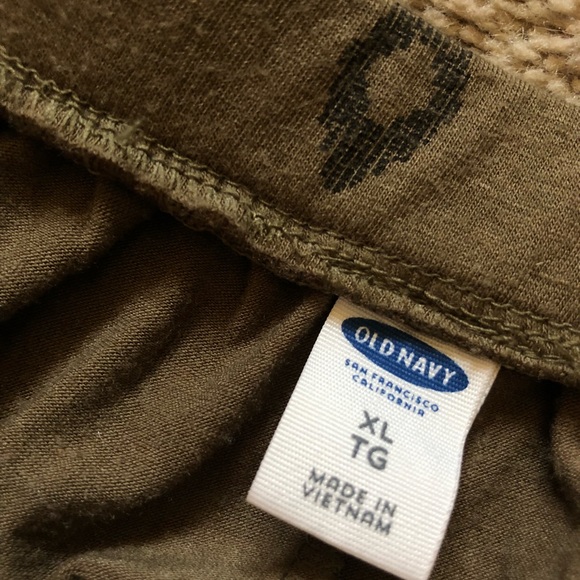 OLD NAVY
SAN FRANCISCO
CALIFORNIA
XL
TG
MADE IN
VIETNAM